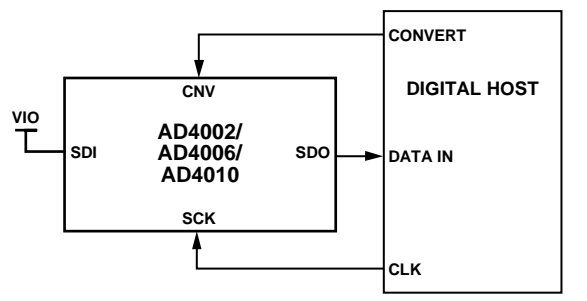 CONVERT
CNV
DIGITAL HOST
VIO
SDI
AD4002/
AD4006/
AD4010
SDO
DATA IN
SCK
CLK